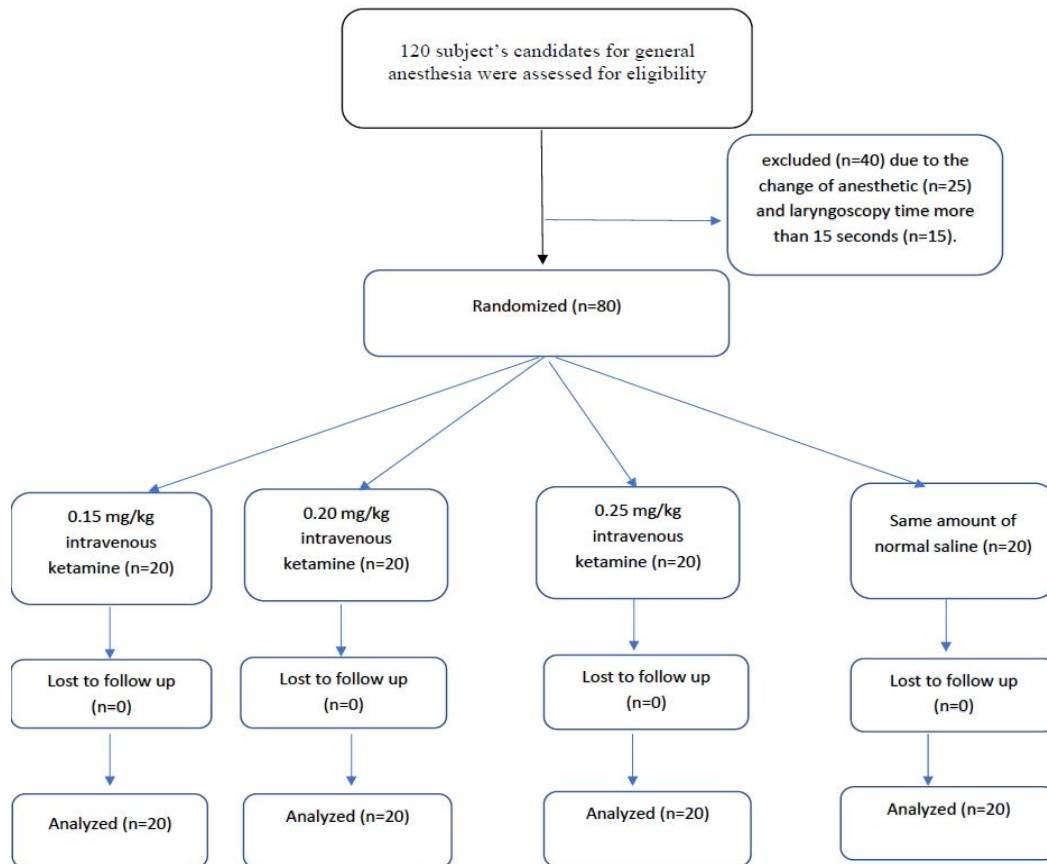 120 subject's candidates for general
anesthesia were assessed for eligibility
excluded (n=40) due to the
change of anesthetic (n=25)
and laryngoscopy time more
than 15 seconds (n=15).
Randomized (n=80)
0.15 mg/kg
intravenous
ketamine (n=20)
0.20 mg/kg
intravenous
ketamine (n=20)
0.25 mg/kg
intravenous
ketamine (n=20)
Same amount of
normal saline (n=20)
Lost to follow up
(n=0)
Lost to follow up
(n=0)
Lost to follow up
(n=0)
Lost to follow up
(n=0)
Analyzed (n=20)
Analyzed (n=20)
Analyzed (n=20)
Analyzed (n=20)